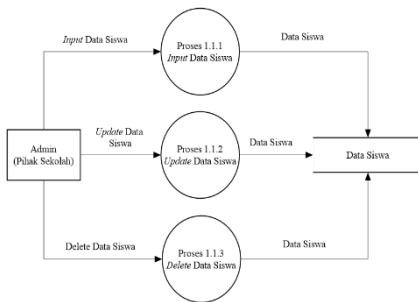 Input Data Siswa
Proses 1.1.1
Input Data Siswa
Data Siswa
Admin
(Pihak Sekolah)
Update Data
Siswa
Proses 1.1.2
Update Data Siswa
Data Siswa
Data Siswa
Delete Data Siswa
Proses 1.1.3
Delete Data Siswa
Data Siswa